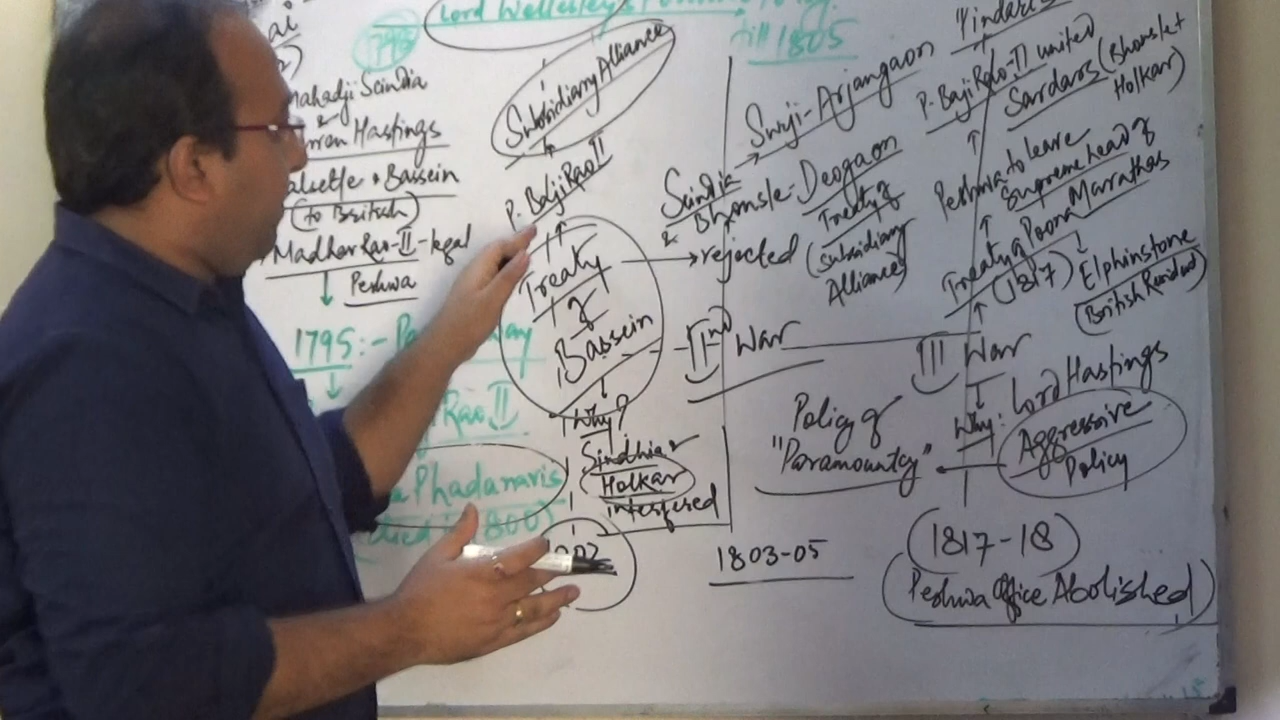 Lord Wellesley's
1798
till 1805
Mahadji Scindia
&
Hastings
Bassein
(to British)
Madhav Rao-II-legal
Peshwa
1795:-
Rao II
Phadanavis
died in 1800
Subsidiary Alliance
P. Baji Rao II
Treaty
of
Bassein
Why?
Sindhia
Holkar
interfered
Scindia → Surji-Arjangaon
& Bhonsle-Deogaon
rejected
Treaty of
(Subsidiary
Alliance)
IInd War
1803-05
"Pindaris
P. Baji Rao-II united
Sardars (Bhonsle +
Holkar)
Peshwa to leave
Supreme head of
Marathas
Treaty of Poona
(1817)
Elphinstone
(British Resident)
III War
Why: Lord Hastings
Aggressive
Policy
Policy of
"Paramountcy"
(1817-18)
Peshwa Office Abolished